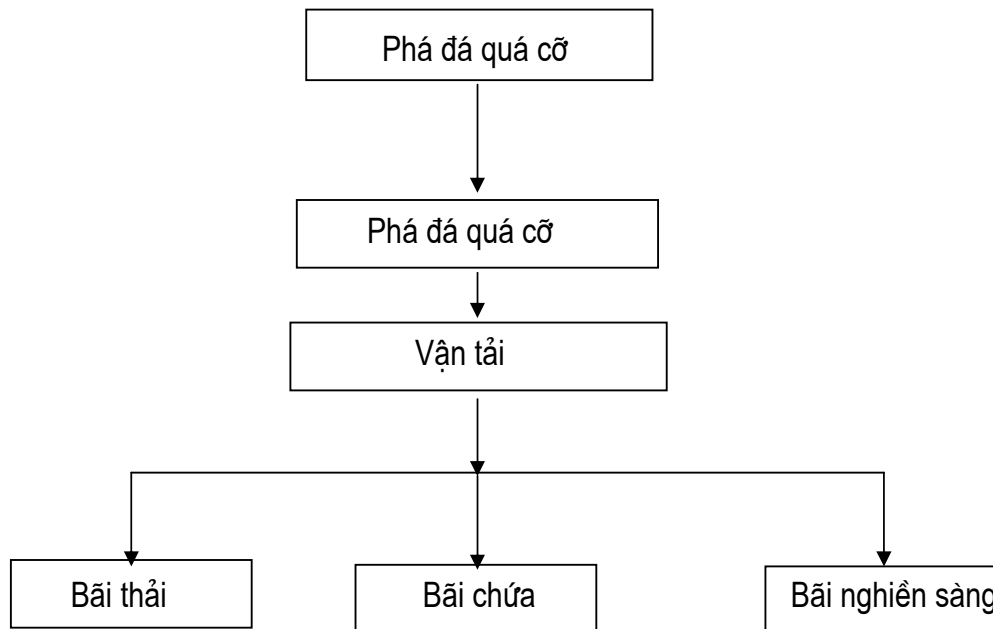 Phá đá quá cỡ
Phá đá quá cỡ
Vận tải
Bãi thải
Bãi chứa
Bãi nghiền sàng